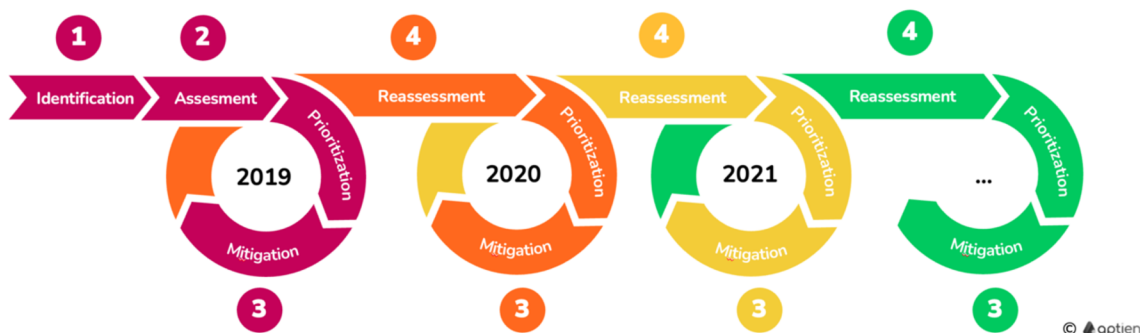 1
2
4
4
4
Identification
Assesment
Reassessment
Reassessment
Reassessment
Prioritization
Prioritization
Prioritization
Prioritization
2019
2020
2021
...
Mitigation
Mitigation
Mitigation
Mitigation
3
3
3
3
© aptien